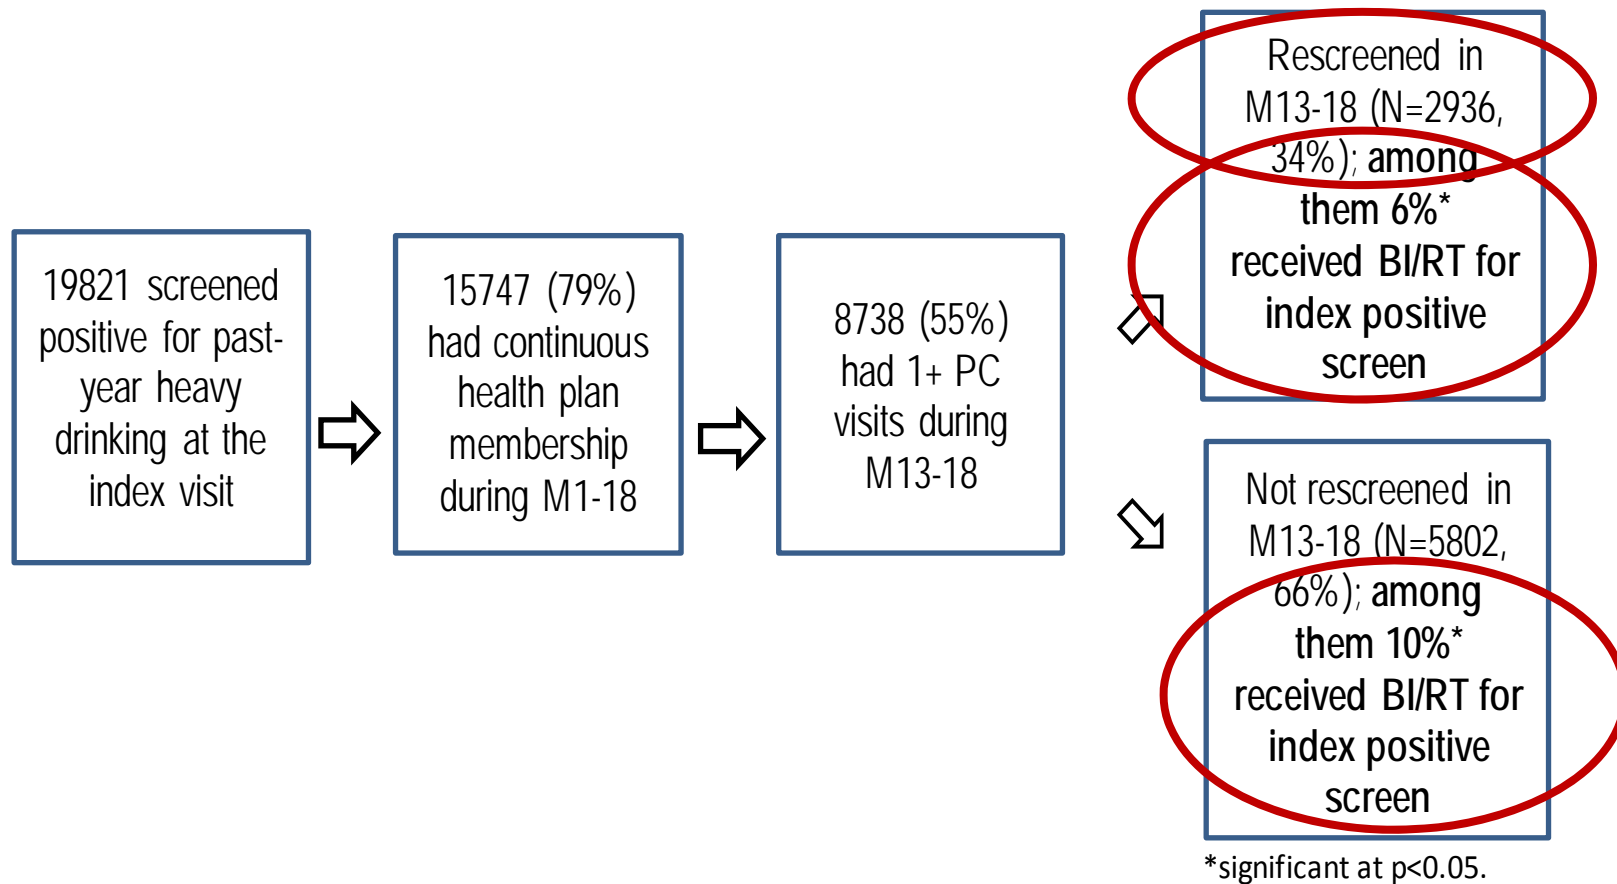 19821 screened
positive for past-
year heavy
drinking at the
index visit
15747 (79%)
had continuous
health plan
membership
during M1-18
8738 (55%)
had 1+ PC
visits during
M13-18
Rescreened in
M13-18 (N=2936,
34%); among
them 6%*
received BI/RT for
index positive
screen
Not rescreened in
M13-18 (N=5802,
66%); among
them 10%*
received BI/RT for
index positive
screen
*significant at p<0.05.